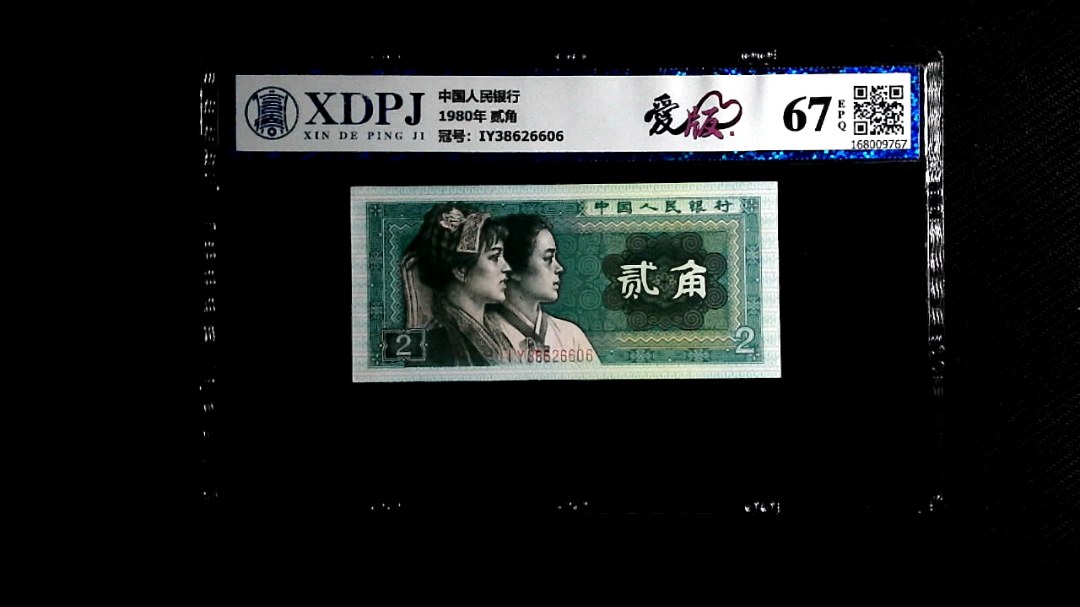 XDPJ
XIN DE PING JI
中国人民银行
1980年 贰角
冠号：IY38626606
爱版
67
EPQ
168009767
中国人民银行
贰角
2
2
IY38626606